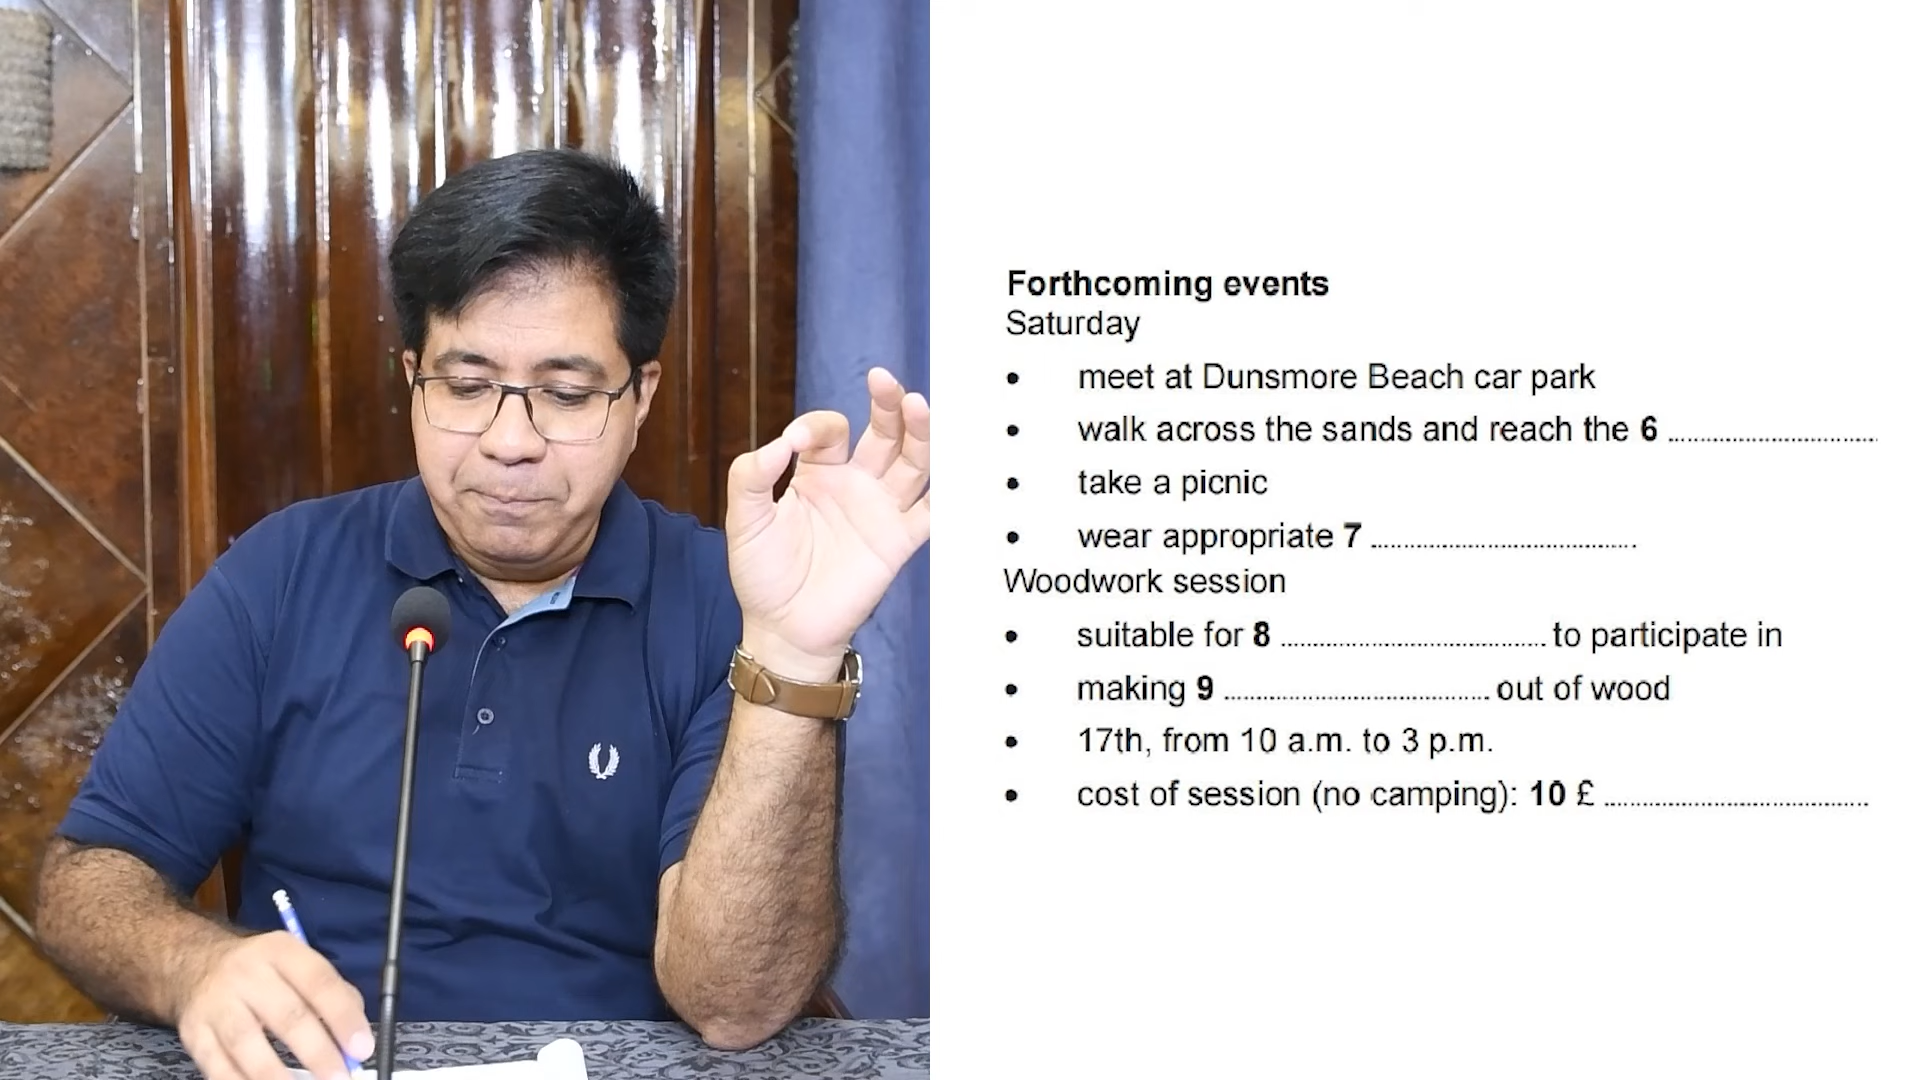 Forthcoming events
Saturday
• meet at Dunsmore Beach car park
• walk across the sands and reach the 6 ....................................
• take a picnic
• wear appropriate 7 .............................................
Woodwork session
• suitable for 8 ............................................. to participate in
• making 9 ............................................. out of wood
• 17th, from 10 a.m. to 3 p.m.
• cost of session (no camping): 10 £ .............................................